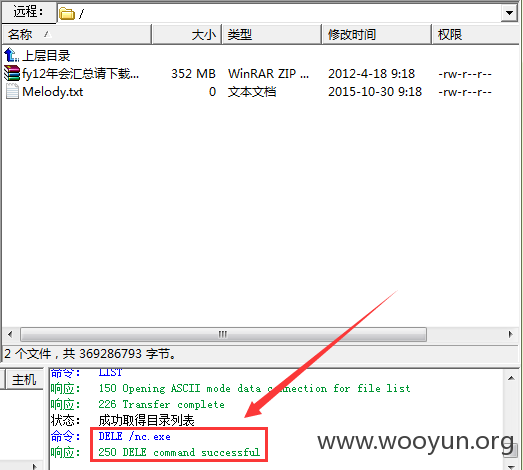 远程: /
名称 大小 类型 修改时间 权限
上层目录
fy12年会汇总请下载... 352 MB WinRAR ZIP ... 2012-4-18 9:18 -rw-r--r--
Melody.txt 0 文本文档 2015-10-30 9:18 -rw-r--r--
2 个文件，共 369286793 字节。
主机
命令: LIST
响应: 150 Opening ASCII mode data connection for file list
响应: 226 Transfer complete
状态: 成功取得目录列表
命令: DELE /nc.exe
响应: 250 DELE command successful
www.wooyun.org